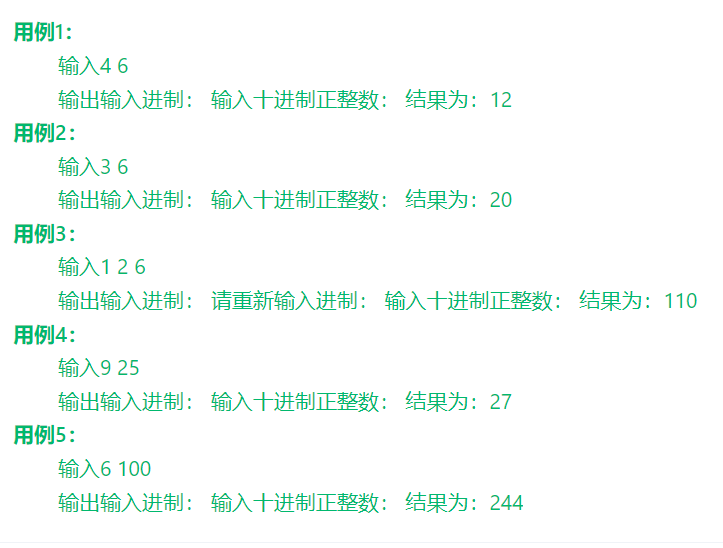 用例1：
输入4 6
输出输入进制： 输入十进制正整数： 结果为：12
用例2：
输入3 6
输出输入进制： 输入十进制正整数： 结果为：20
用例3：
输入1 2 6
输出输入进制： 请重新输入进制： 输入十进制正整数： 结果为：110
用例4：
输入9 25
输出输入进制： 输入十进制正整数： 结果为：27
用例5：
输入6 100
输出输入进制： 输入十进制正整数： 结果为：244